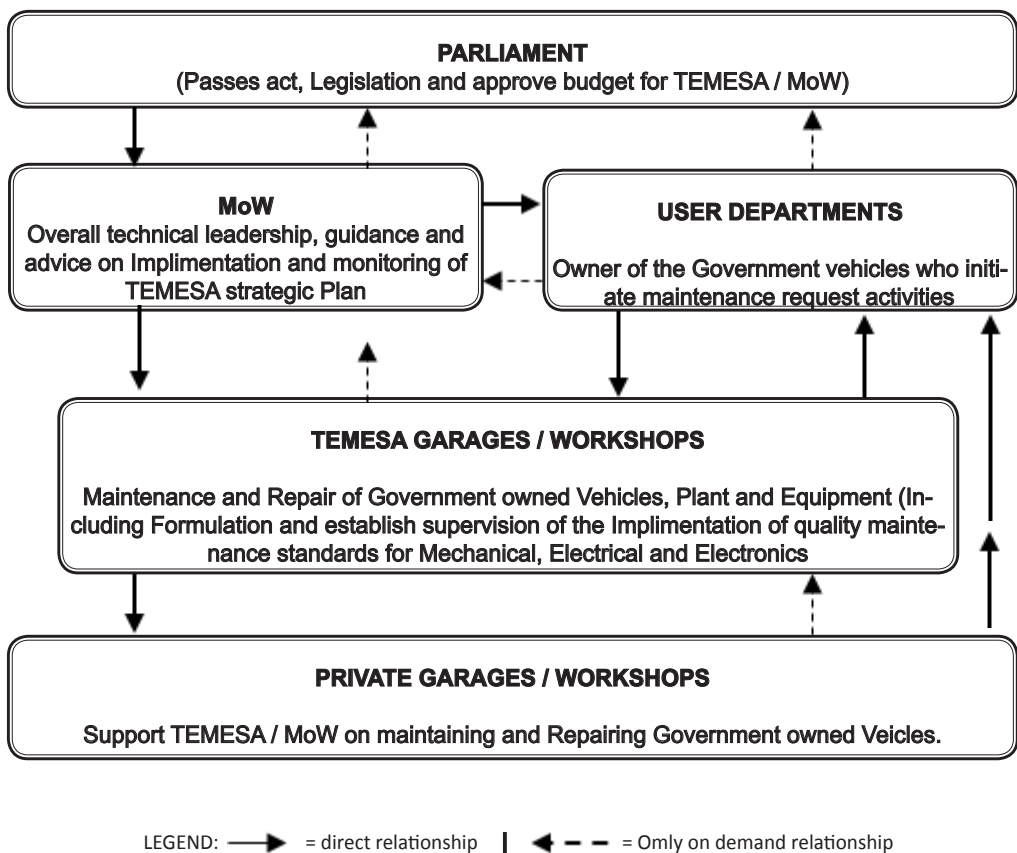 PARLIAMENT
(Passes act, Legislation and approve budget for TEMESA / MoW)
MoW
Overall technical leadership, guidance and
advice on Implimentation and monitoring of
TEMESA strategic Plan
USER DEPARTMENTS
Owner of the Government vehicles who initi-
ate maintenance request activities
TEMESA GARAGES / WORKSHOPS
Maintenance and Repair of Government owned Vehicles, Plant and Equipment (In-
cluding Formulation and establish supervision of the Implimentation of quality mainte-
nance standards for Mechanical, Electrical and Electronics
PRIVATE GARAGES / WORKSHOPS
Support TEMESA / MoW on maintaining and Repairing Government owned Veicles.
LEGEND: = direct relationship | = Omly on demand relationship